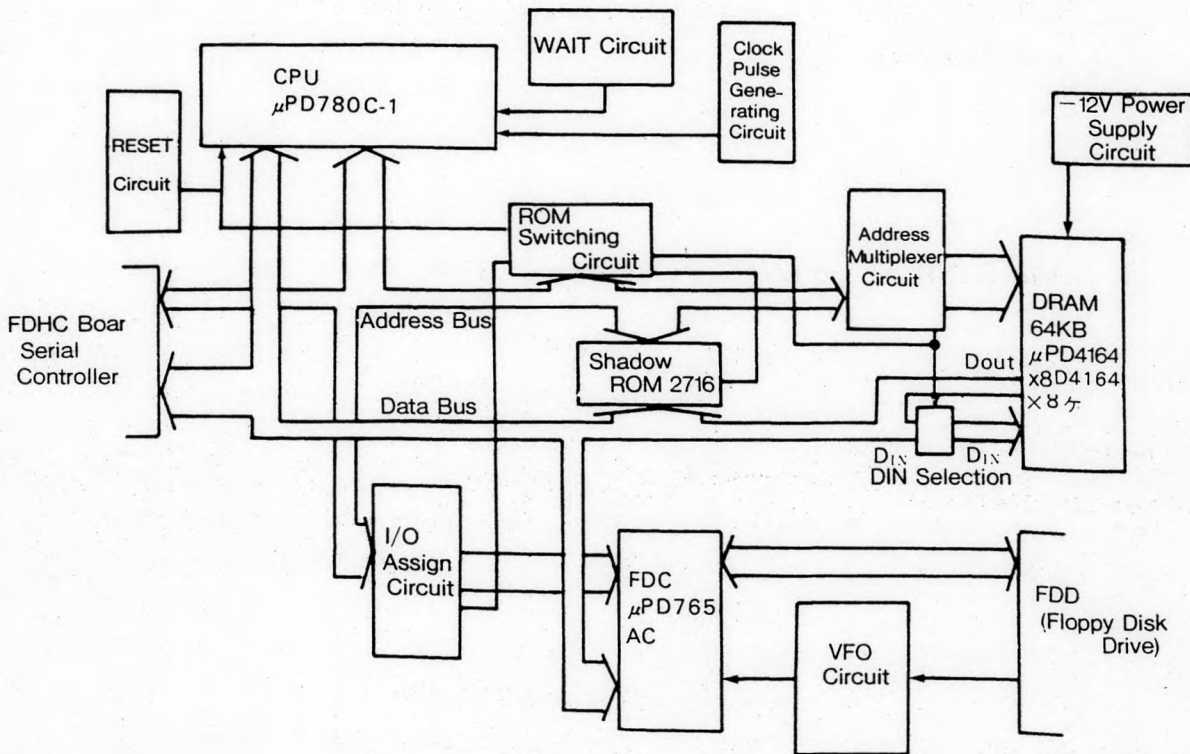 WAIT Circuit
CPU
μPD780C-1
Clock
Pulse
Gene-
rating
Circuit
-12V Power
Supply
Circuit
RESET
Circuit
ROM
Switching
Circuit
Address
Multiplexer
Circuit
DRAM
64KB
μPD4164
x8D4164
×8ヶ
FDHC Boar
Serial
Controller
Address Bus
Shadow
ROM 2716
Dout
Data Bus
DIN
DIN
DIN Selection
I/O
Assign
Circuit
FDC
μPD765
AC
VFO
Circuit
FDD
(Floppy Disk
Drive)